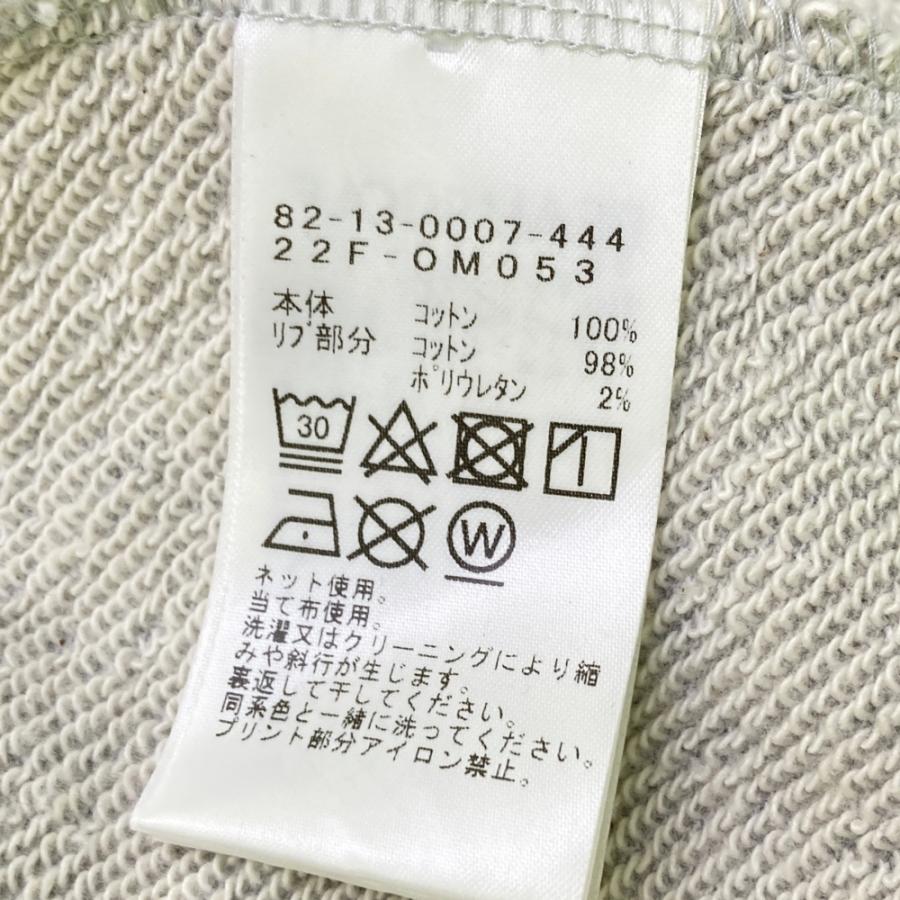 82-13-0007-444
22F-OM053
本体 コットン 100%
リブ部分 コットン 98%
ポリウレタン 2%
30
W
ネット使用。
当て布使用。
洗濯又はクリーニングにより縮
みや斜行が生じます。
裏返して干してください。
同系色と一緒に洗ってください。
プリント部分アイロン禁止。